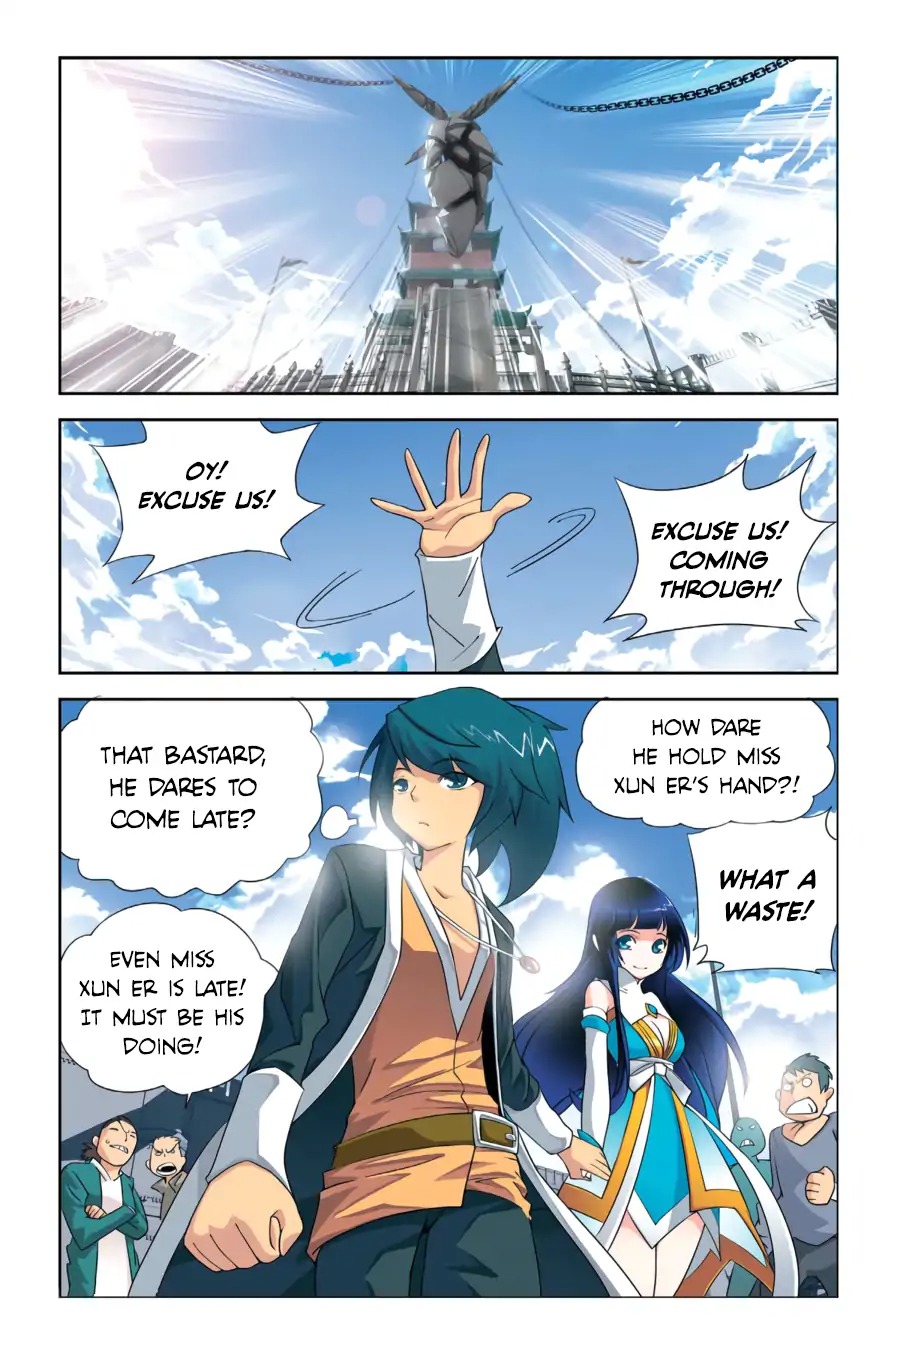 OY!
EXCUSE US!
EXCUSE US!
COMING
THROUGH!
THAT BASTARD,
HE DARES TO
COME LATE?
HOW DARE
HE HOLD MISS
XUN ER'S HAND?!
WHAT A
WASTE!
EVEN MISS
XUN ER IS LATE!
IT MUST BE HIS
DOING!